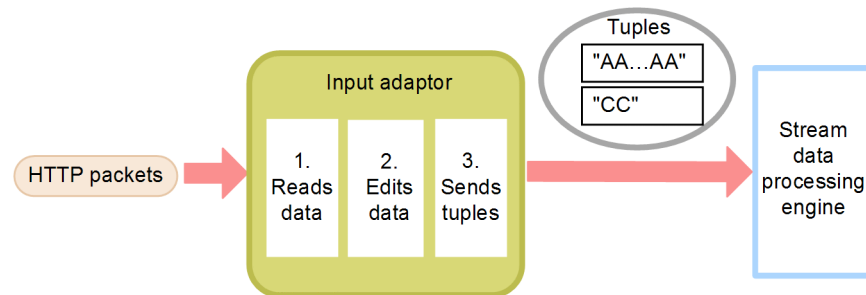 Tuples
"AA…AA"
"CC"
Input adaptor
HTTP packets
1.
Reads
data
2.
Edits
data
3.
Sends
tuples
Stream
data
processing
engine